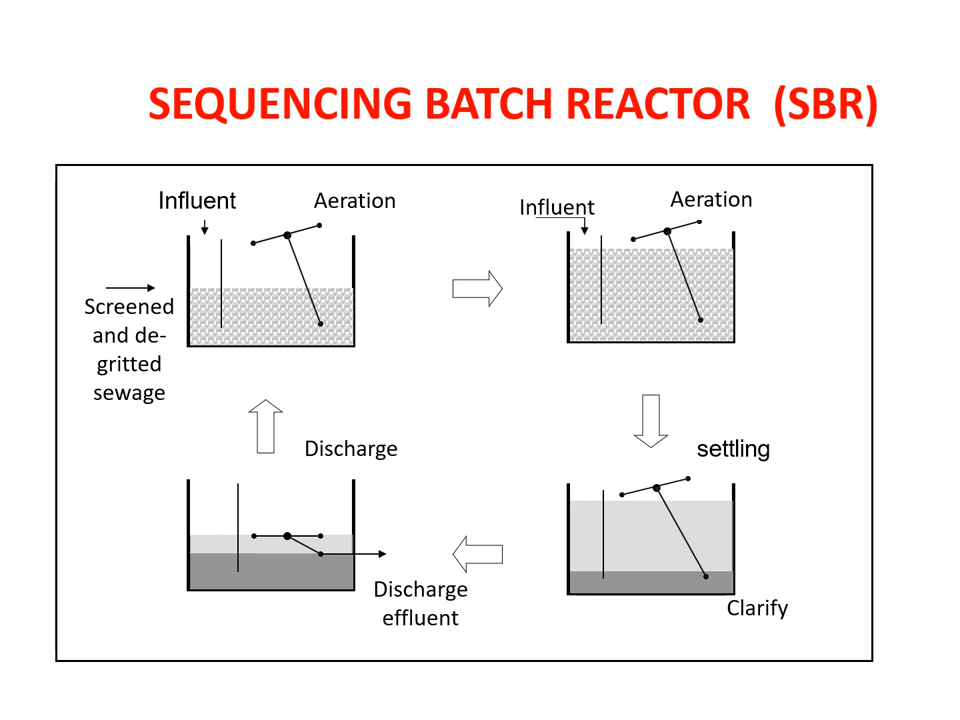 SEQUENCING BATCH REACTOR (SBR)
Influent
Aeration
Screened
and de-
gritted
sewage
Influent
Aeration
settling
Clarify
Discharge
Discharge
effluent